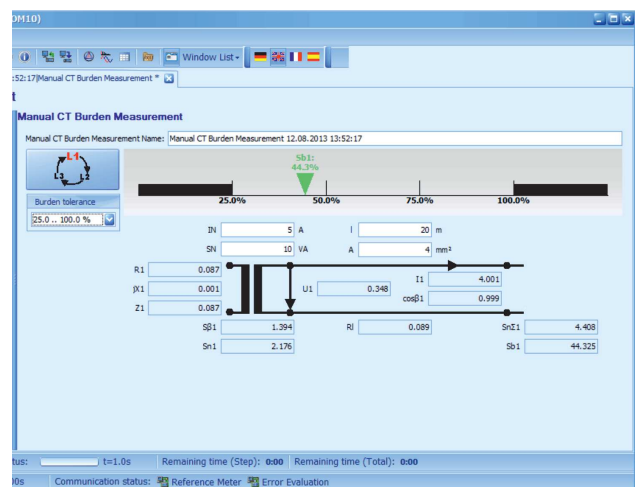 OM10)
Window List
:52:17|Manual CT Burden Measurement *
t
Manual CT Burden Measurement
Manual CT Burden Measurement Name: Manual CT Burden Measurement 12.08.2013 13:52:17
L1 L2 L3
Sb1:
44.3%
25.0% 50.0% 75.0% 100.0%
Burden tolerance
25.0 .. 100.0 %
IN 5 A l 20 m
SN 10 VA A 4 mm²
R1 0.087
jX1 0.001
Z1 0.087
U1 0.348
I1 4.001
cosβ1 0.999
Sβ1 1.394 Rl 0.089 SnΣ1 4.408
Sn1 2.176 Sb1 44.325
tus: t=1.0s Remaining time (Step): 0:00 Remaining time (Total): 0:00
00s Communication status: Reference Meter Error Evaluation